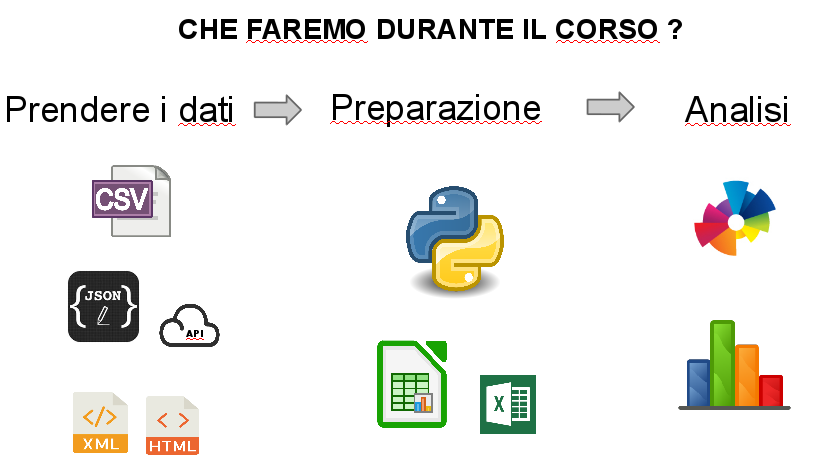 CHE FAREMO DURANTE IL CORSO ?
Prendere i dati
Preparazione
Analisi
CSV
JSON
API
XML
HTML
X